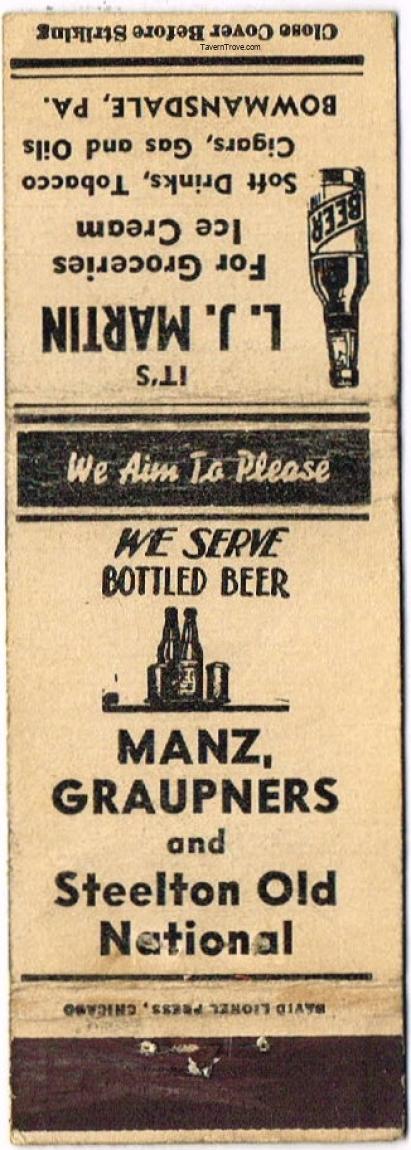 Close Cover Before Striking
TavernTrove.com
IT'S
L. J. MARTIN
For Groceries
Ice Cream
Soft Drinks, Tobacco
Cigars, Gas and Oils
BOWMANSDALE, PA.
BEER
We Aim To Please
WE SERVE
BOTTLED BEER
MANZ,
GRAUPNERS
and
Steelton Old
National
DAVID LIONEL PRESS, CHICAGO